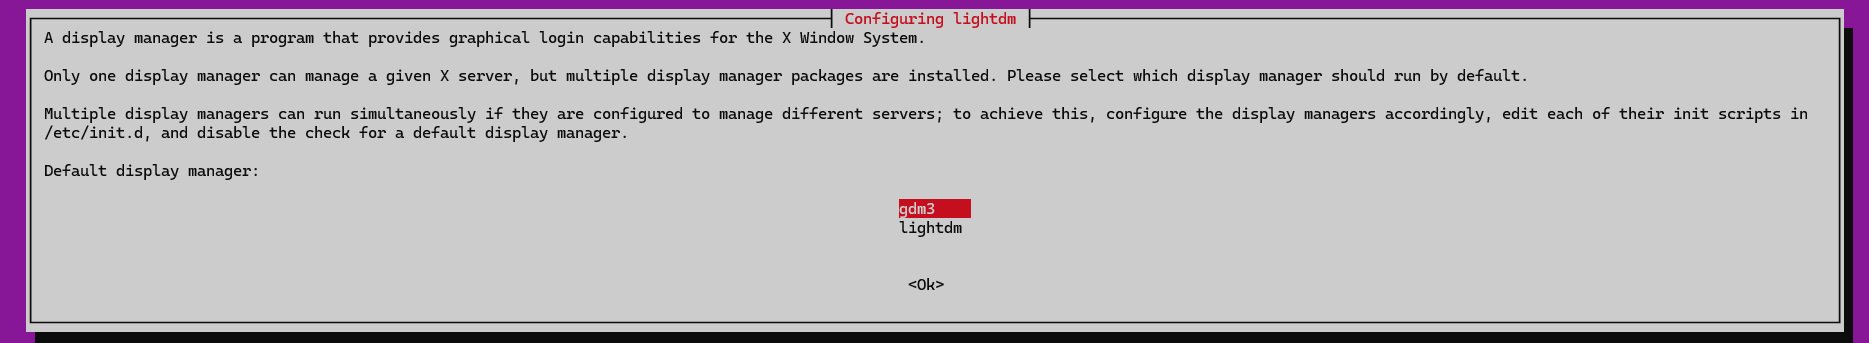 Configuring lightdm
A display manager is a program that provides graphical login capabilities for the X Window System.
Only one display manager can manage a given X server, but multiple display manager packages are installed. Please select which display manager should run by default.
Multiple display managers can run simultaneously if they are configured to manage different servers; to achieve this, configure the display managers accordingly, edit each of their init scripts in
/etc/init.d, and disable the check for a default display manager.
Default display manager:
gdm3
lightdm
<Ok>